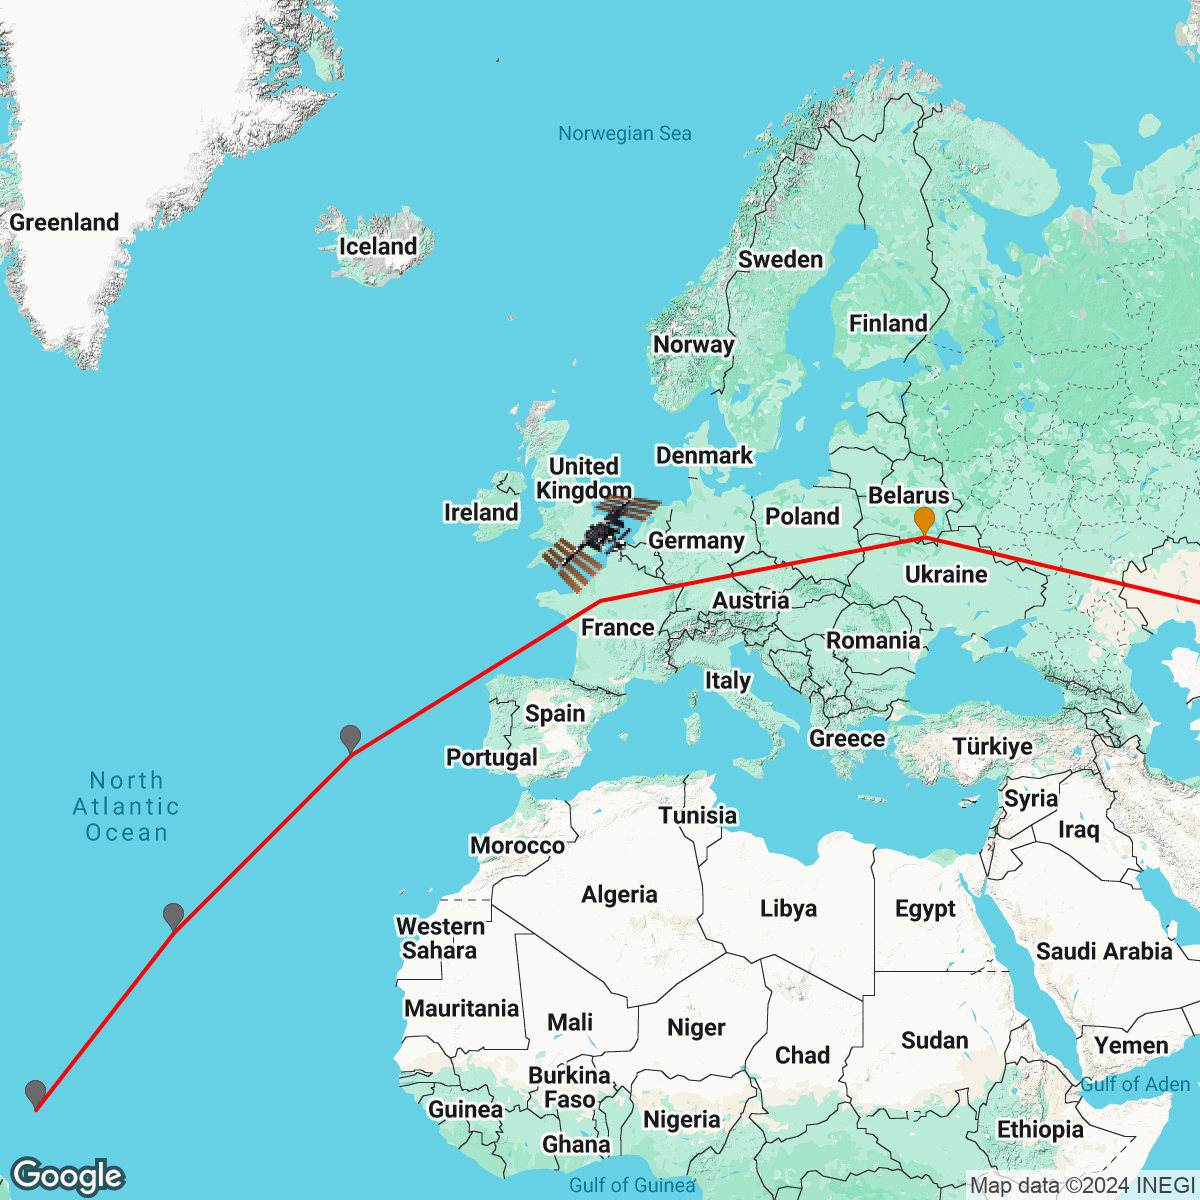 Norwegian Sea
Greenland
Iceland
Sweden
Finland
Norway
Denmark
United
Kingdom
Ireland
Belarus
Poland
Germany
Ukraine
Austria
France
Romania
Italy
Spain
Portugal
Greece
Türkiye
North
Atlantic
Ocean
Syria
Iraq
Tunisia
Morocco
Algeria
Libya
Egypt
Western
Sahara
Saudi Arabia
Mauritania
Mali
Niger
Chad
Sudan
Yemen
Burkina
Faso
Gulf of Aden
Guinea
Nigeria
Ghana
Ethiopia
Google
Gulf of Guinea
Map data ©2024 INEGI